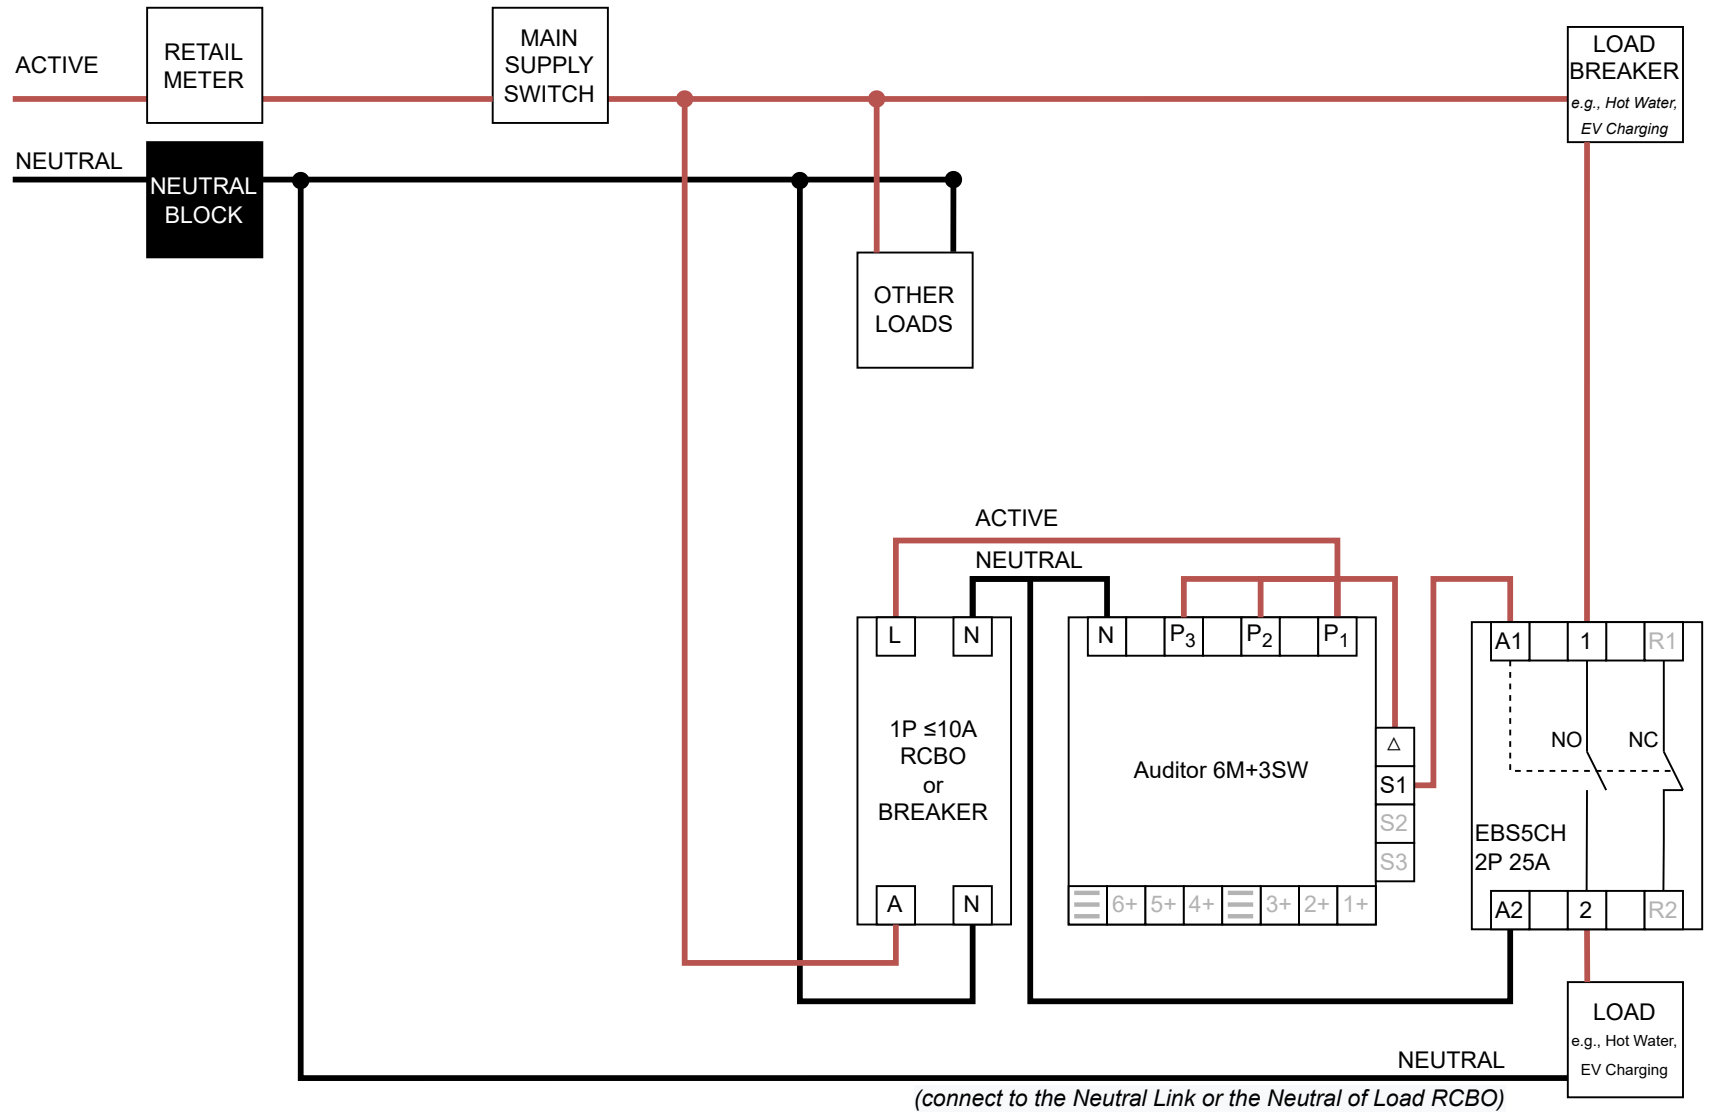 ACTIVE
RETAIL
METER
MAIN
SUPPLY
SWITCH
LOAD
BREAKER
e.g., Hot Water,
EV Charging
NEUTRAL
NEUTRAL
BLOCK
OTHER
LOADS
ACTIVE
NEUTRAL
L
N
N
P3
P2
P1
A1
1
R1
1P ≤10A
RCBO
or
BREAKER
Auditor 6M+3SW
△
S1
S2
S3
NO
NC
EBS5CH
2P 25A
A
N
6+
5+
4+
3+
2+
1+
A2
2
R2
LOAD
e.g., Hot Water,
EV Charging
NEUTRAL
(connect to the Neutral Link or the Neutral of Load RCBO)